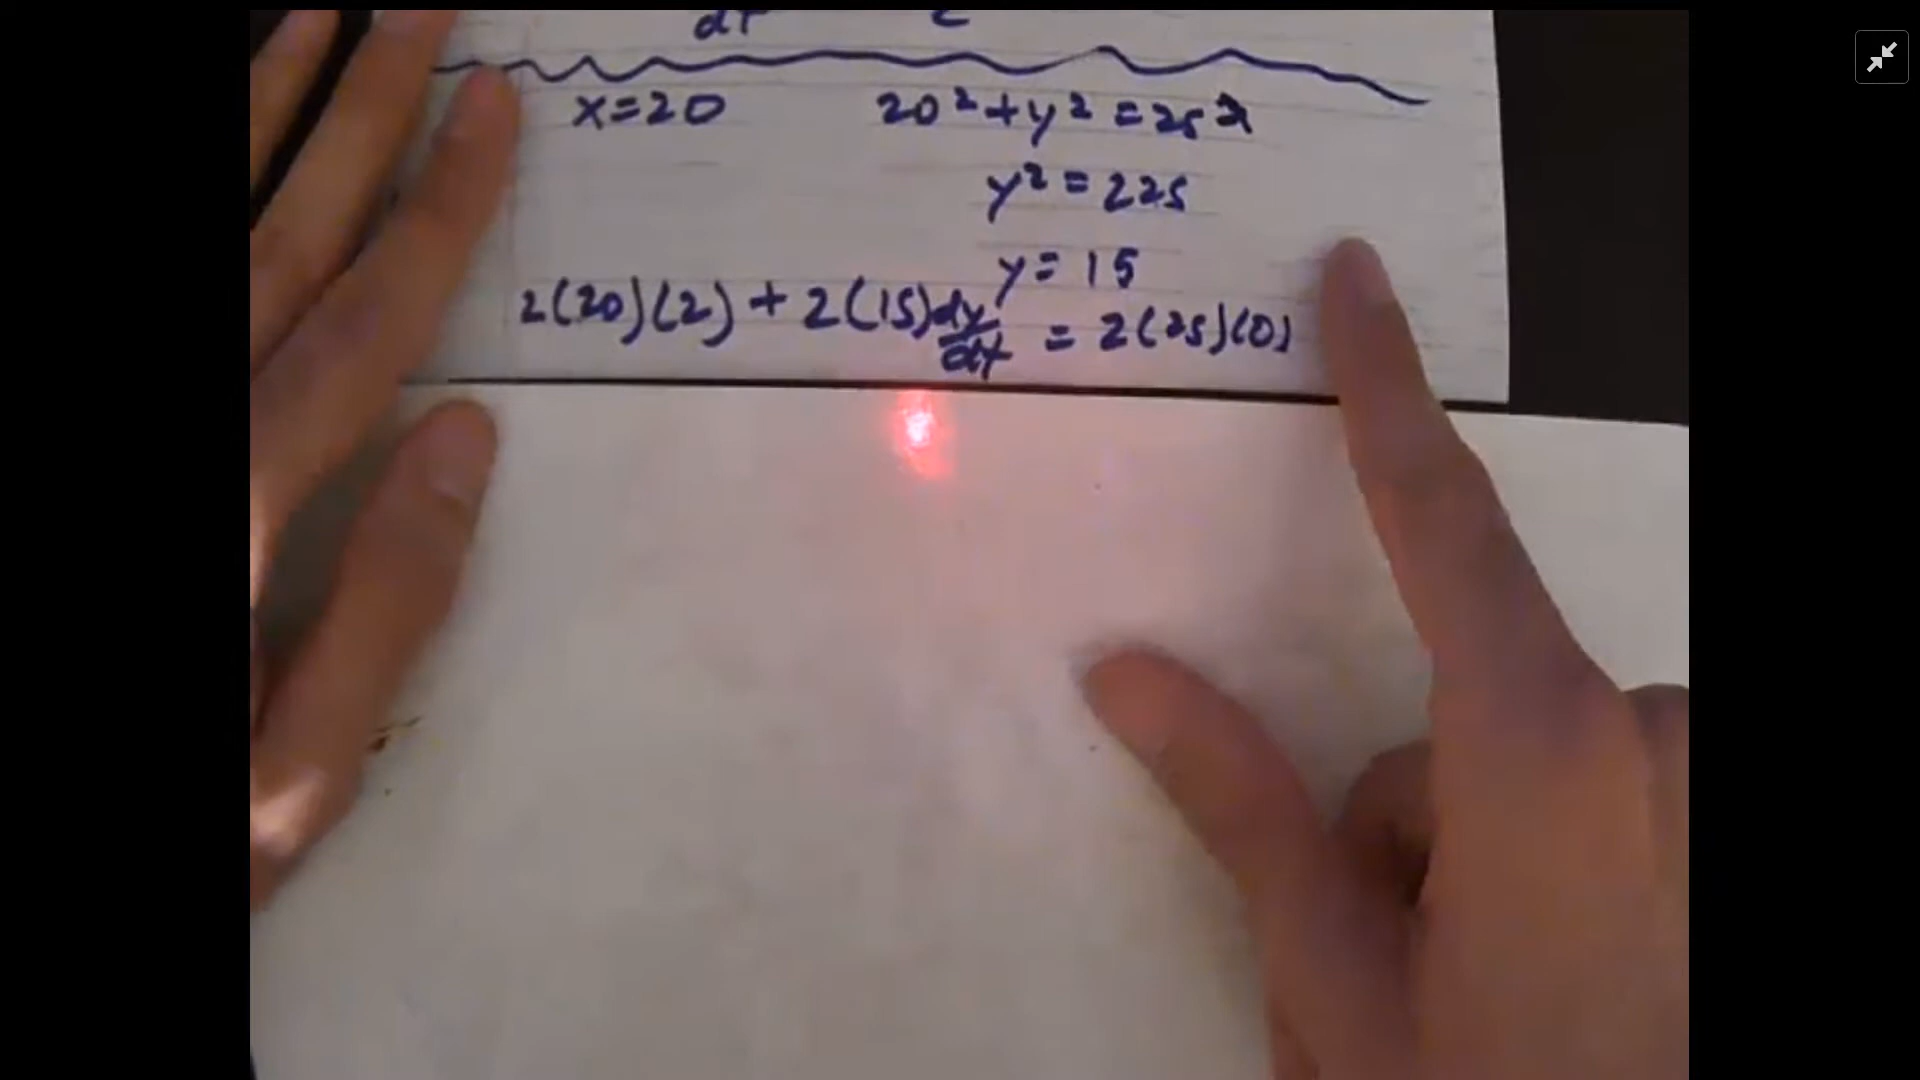 x=20 20²+y²=25²
y²=225
y=15
2(20)(2)+2(15)dy/dt = 2(25)(0)